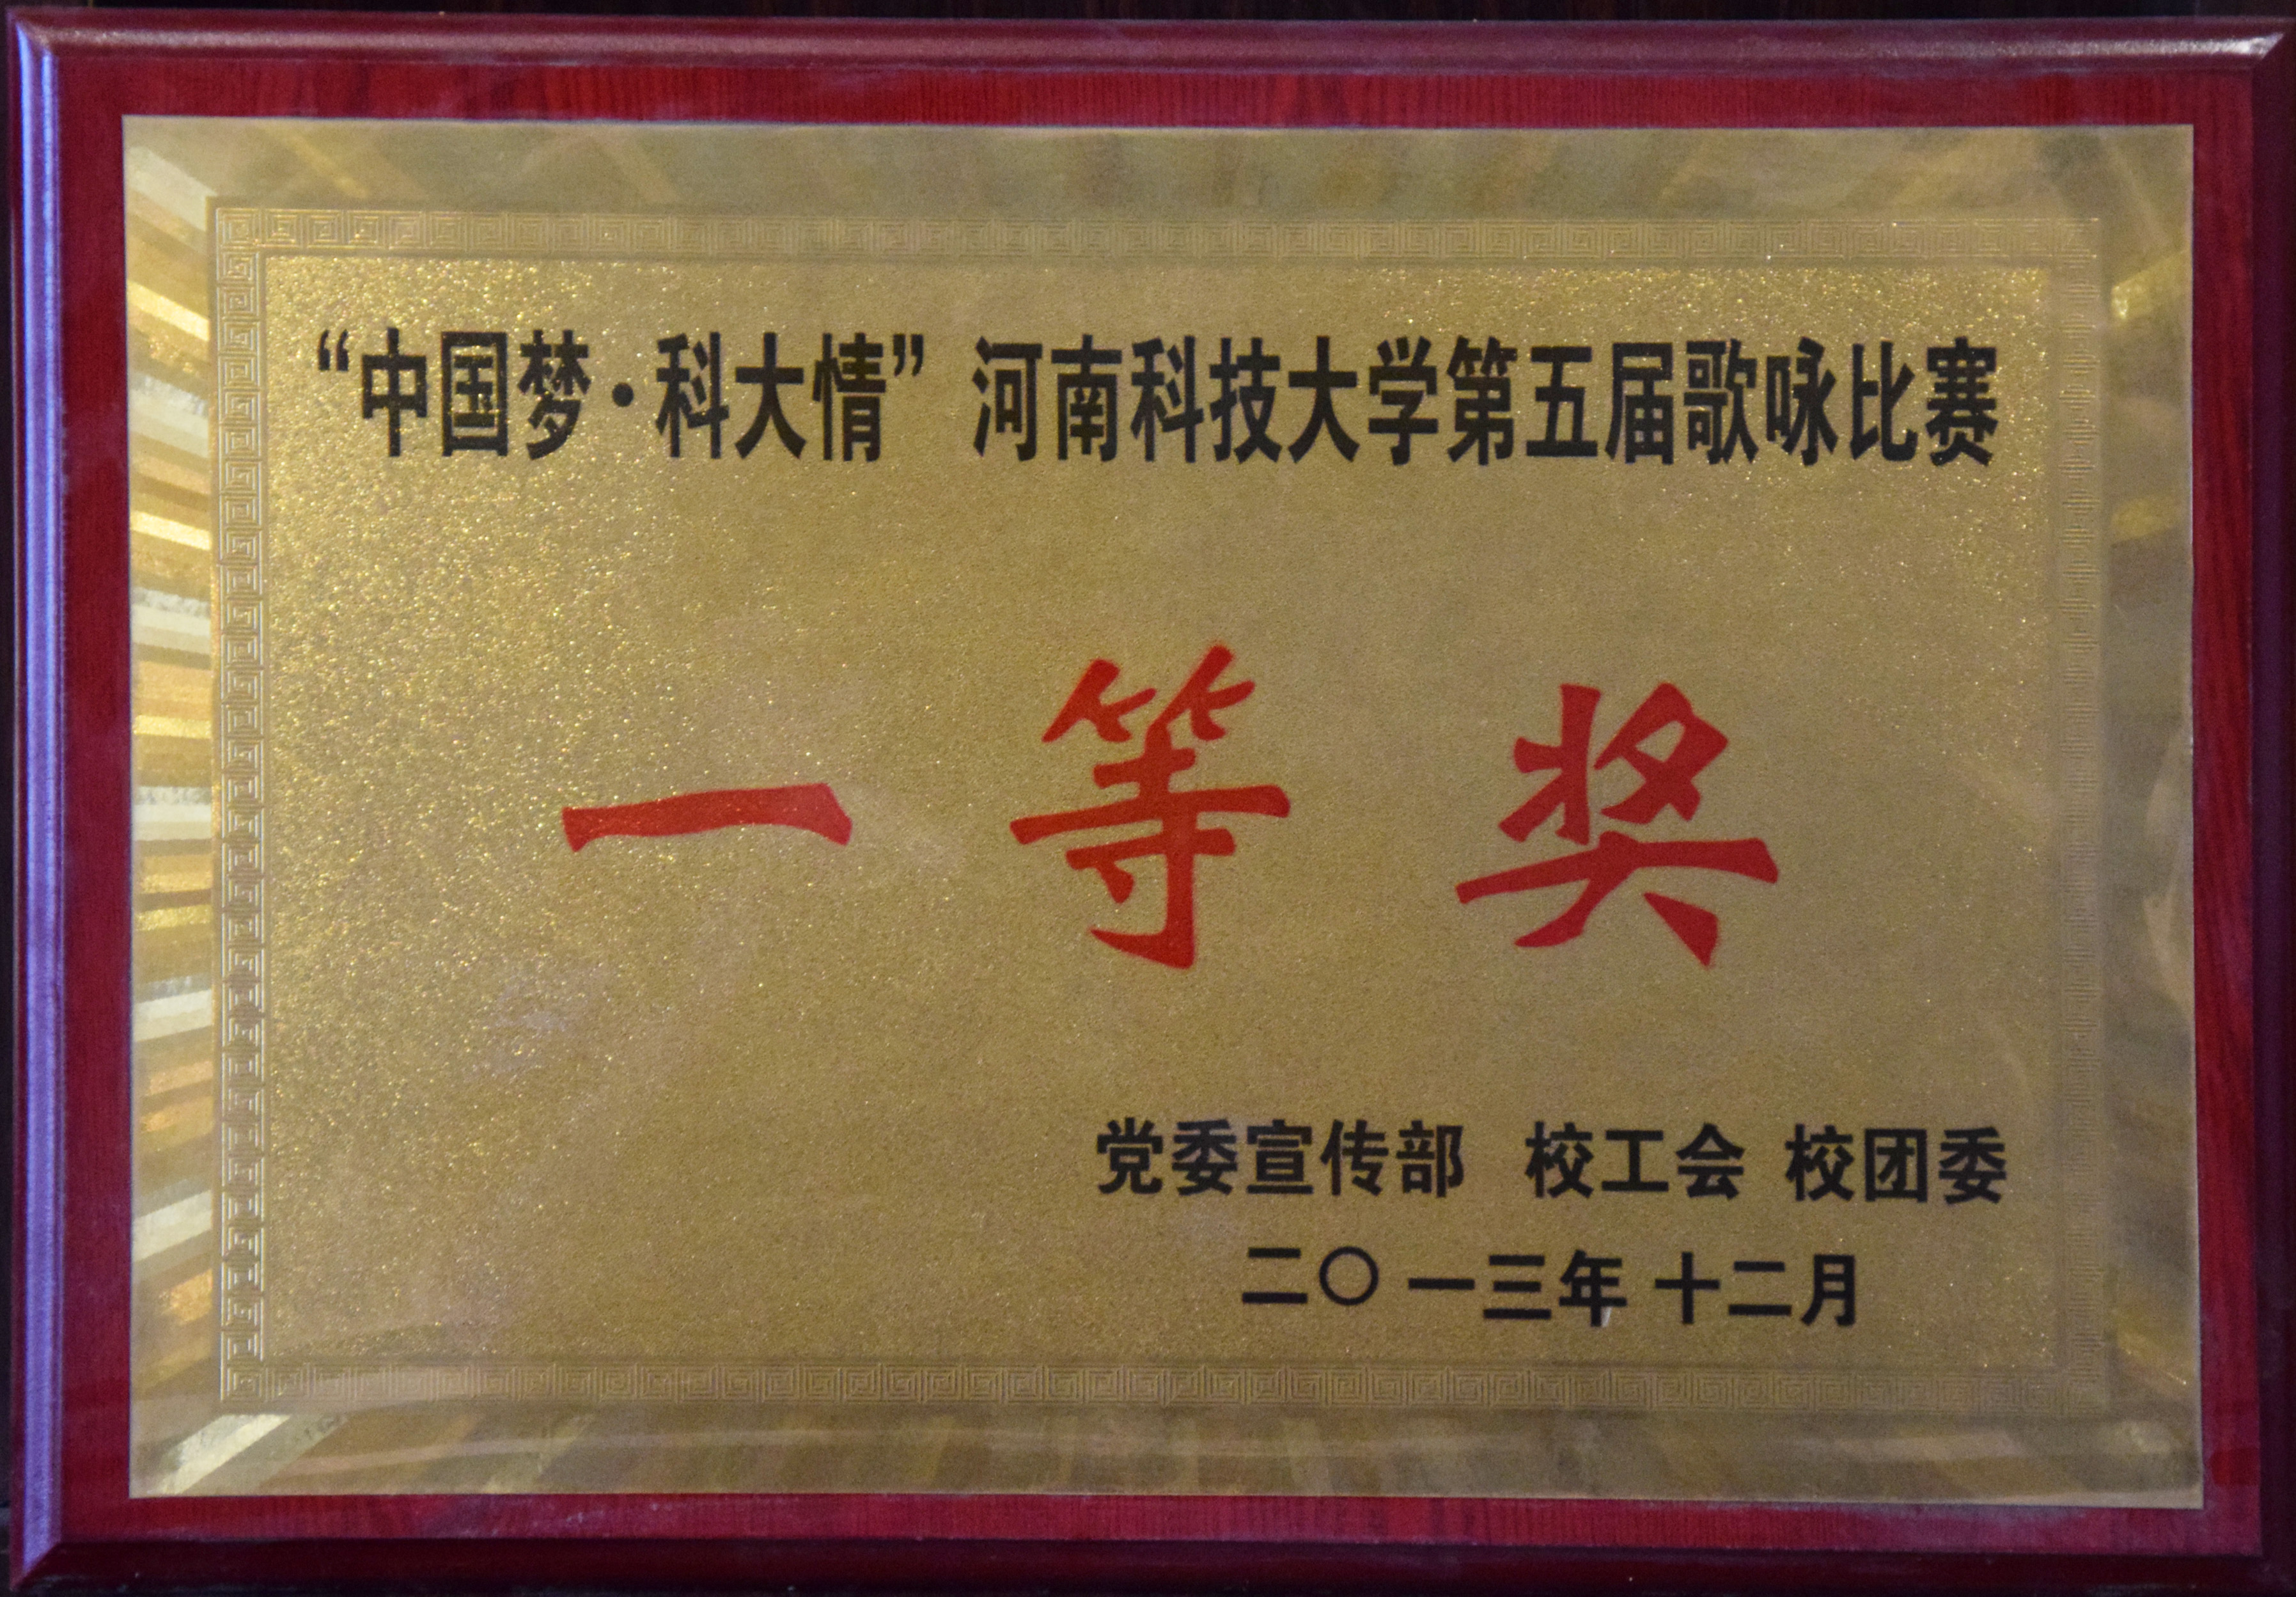 “中国梦·科大情” 河南科技大学第五届歌咏比赛
一等奖
党委宣传部 校工会 校团委
二〇一三年十二月